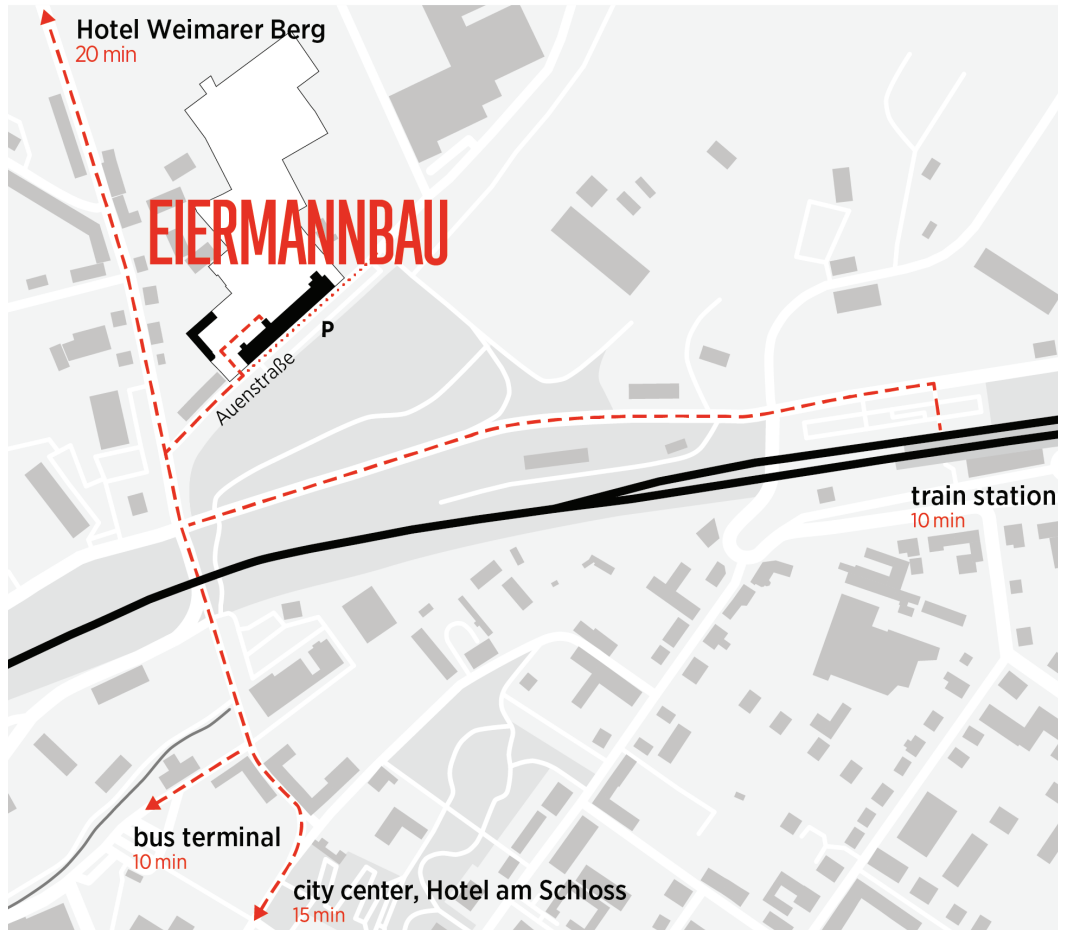 Hotel Weimarer Berg
20 min
EIERMANNBAU
P
Auenstraße
train station
10 min
bus terminal
10 min
city center, Hotel am Schloss
15 min